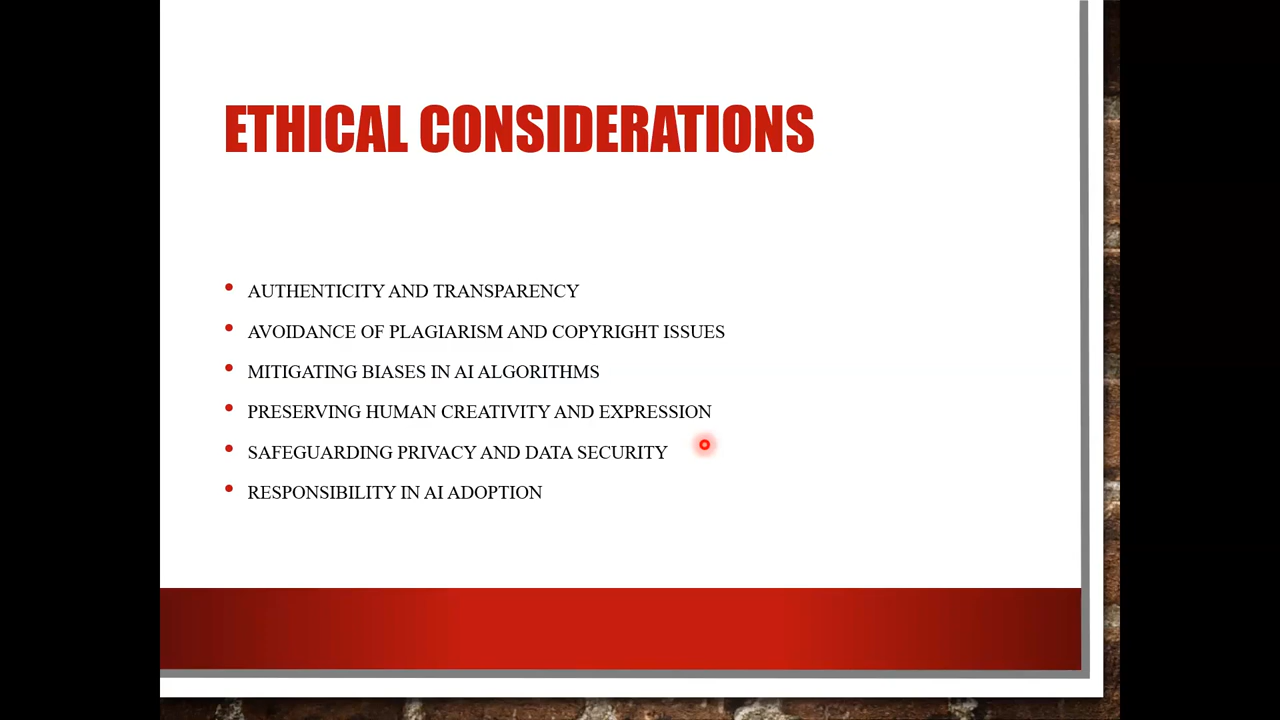 ETHICAL CONSIDERATIONS
AUTHENTICITY AND TRANSPARENCY
AVOIDANCE OF PLAGIARISM AND COPYRIGHT ISSUES
MITIGATING BIASES IN AI ALGORITHMS
PRESERVING HUMAN CREATIVITY AND EXPRESSION
SAFEGUARDING PRIVACY AND DATA SECURITY
RESPONSIBILITY IN AI ADOPTION